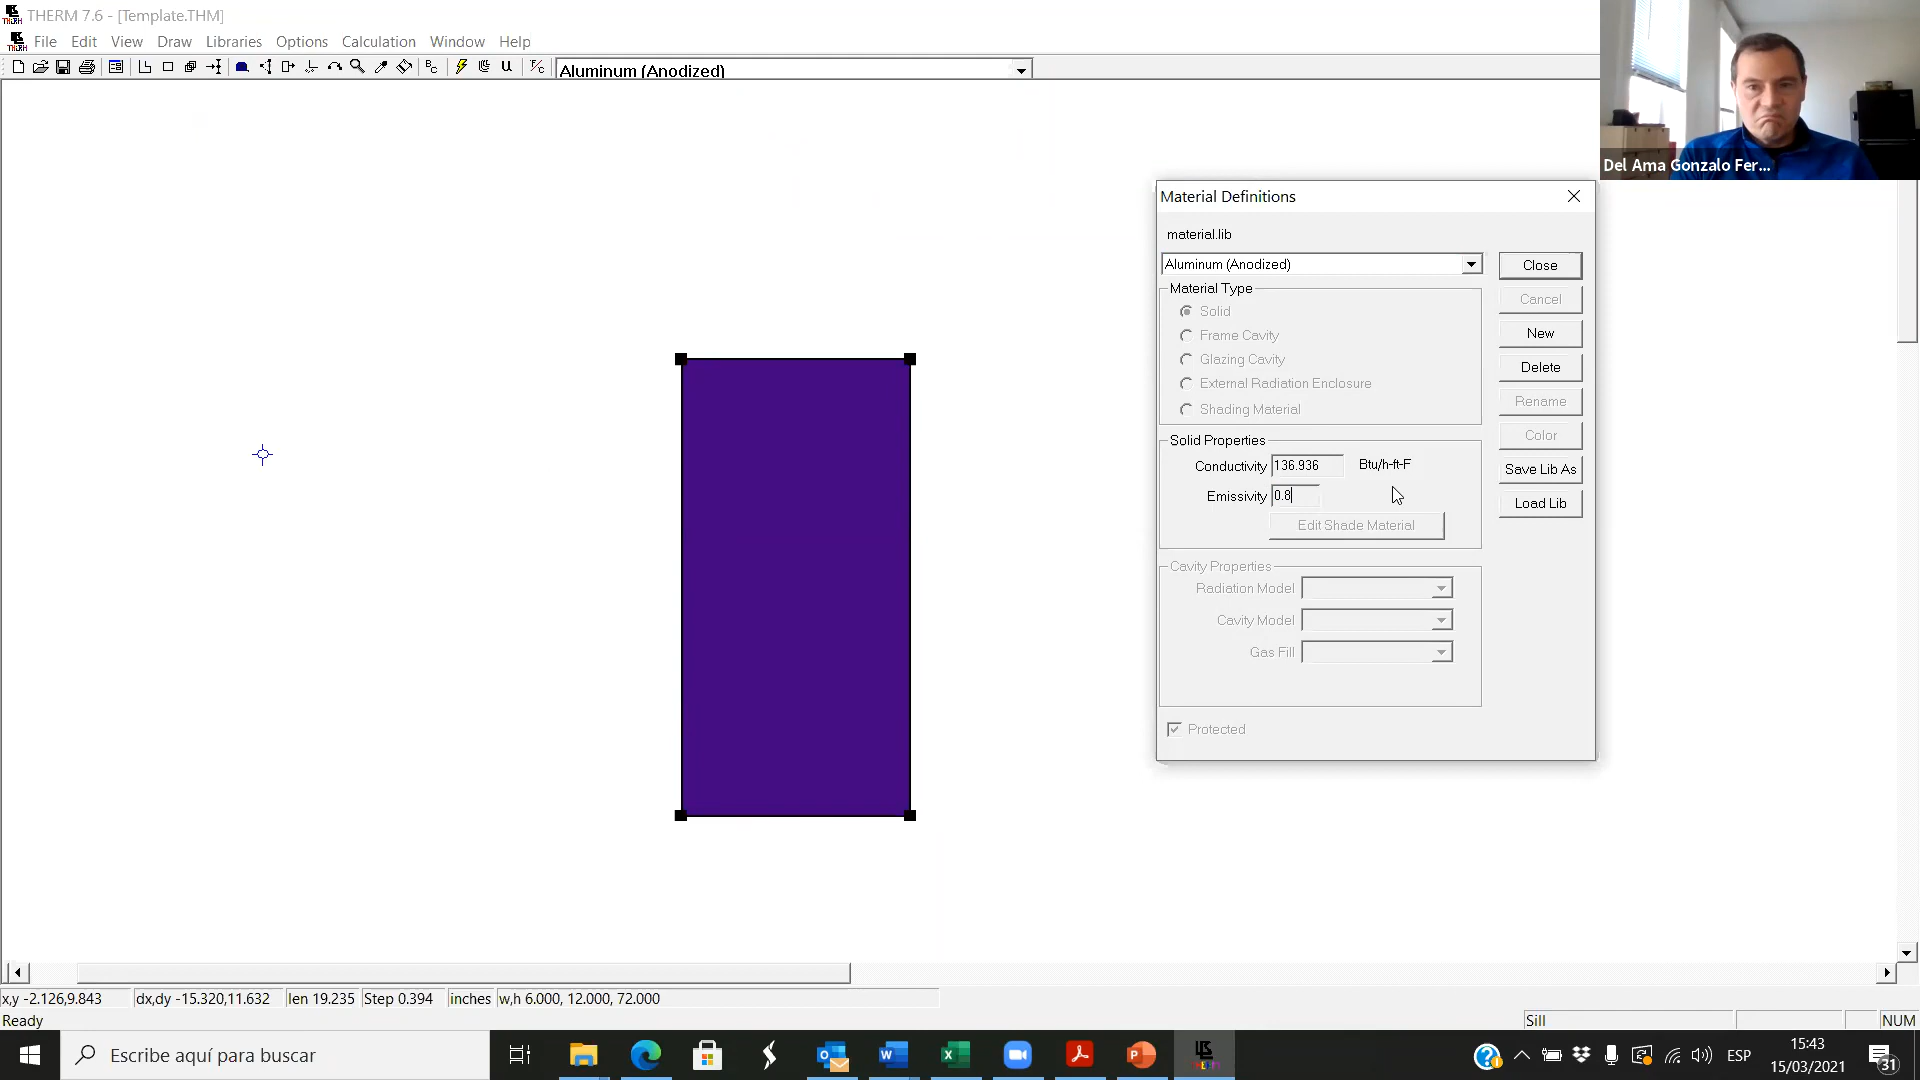 THERM 7.6 - [Template.THM]
File Edit View Draw Libraries Options Calculation Window Help
Aluminum (Anodized)
Del Ama Gonzalo Fer...
Material Definitions
material.lib
Aluminum (Anodized)
Close
Material Type
Cancel
Solid
New
Frame Cavity
Glazing Cavity
Delete
External Radiation Enclosure
Rename
Shading Material
Color
Solid Properties
Conductivity 136.936 Btu/h-ft-F
Save Lib As
Emissivity 0.8
Load Lib
Edit Shade Material
Cavity Properties
Radiation Model
Cavity Model
Gas Fill
Protected
x,y -2.126,9.843 dx,dy -15.320,11.632 len 19.235 Step 0.394 inches w,h 6.000, 12.000, 72.000
Ready Sill NUM
Escribe aquí para buscar
ESP
15:43
15/03/2021
31